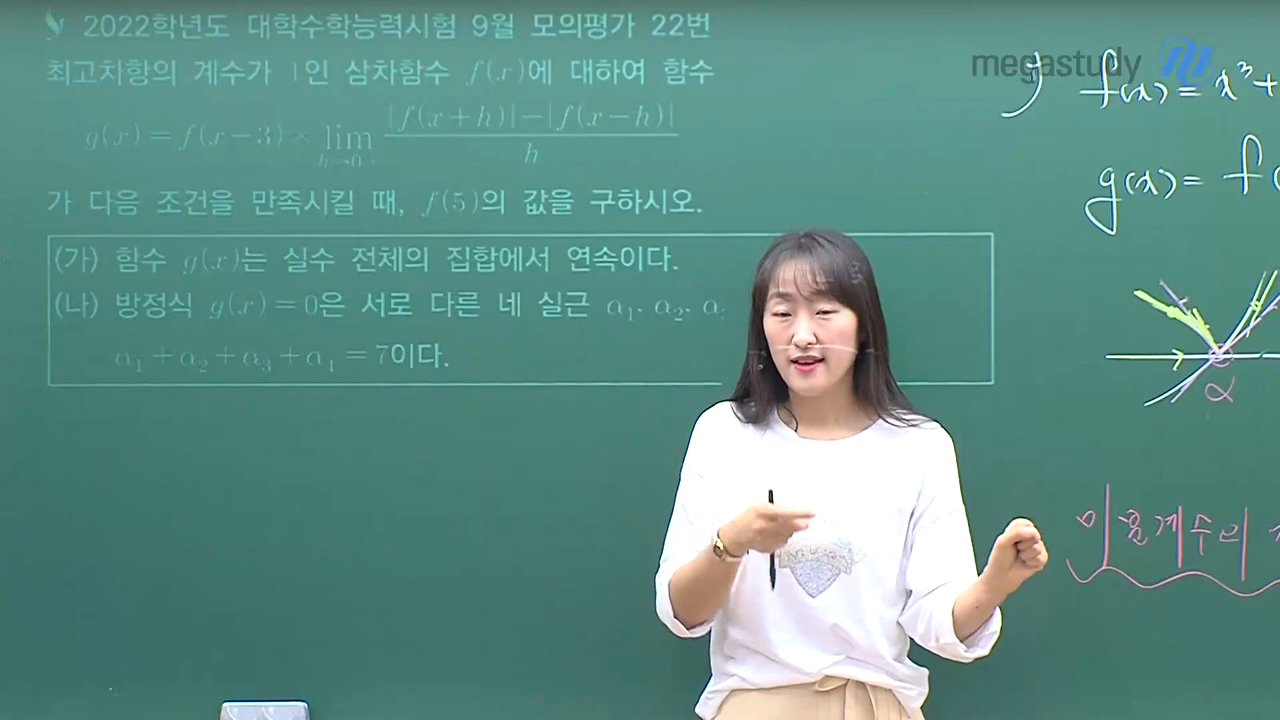 2022학년도 대학수학능력시험 9월 모의평가 22번
최고차항의 계수가 1인 삼차함수 f(x)에 대하여 함수
g(x)=f(x-3)× lim h→0+ |f(x+h)|-|f(x-h)| / h
가 다음 조건을 만족시킬 때, f(5)의 값을 구하시오.
(가) 함수 g(x)는 실수 전체의 집합에서 연속이다.
(나) 방정식 g(x)=0은 서로 다른 네 실근 α₁, α₂, α₃
α₁+α₂+α₃+α₄=7이다.
megastudy
f(x)= x³+
g(x)= f(
α
미분계수의